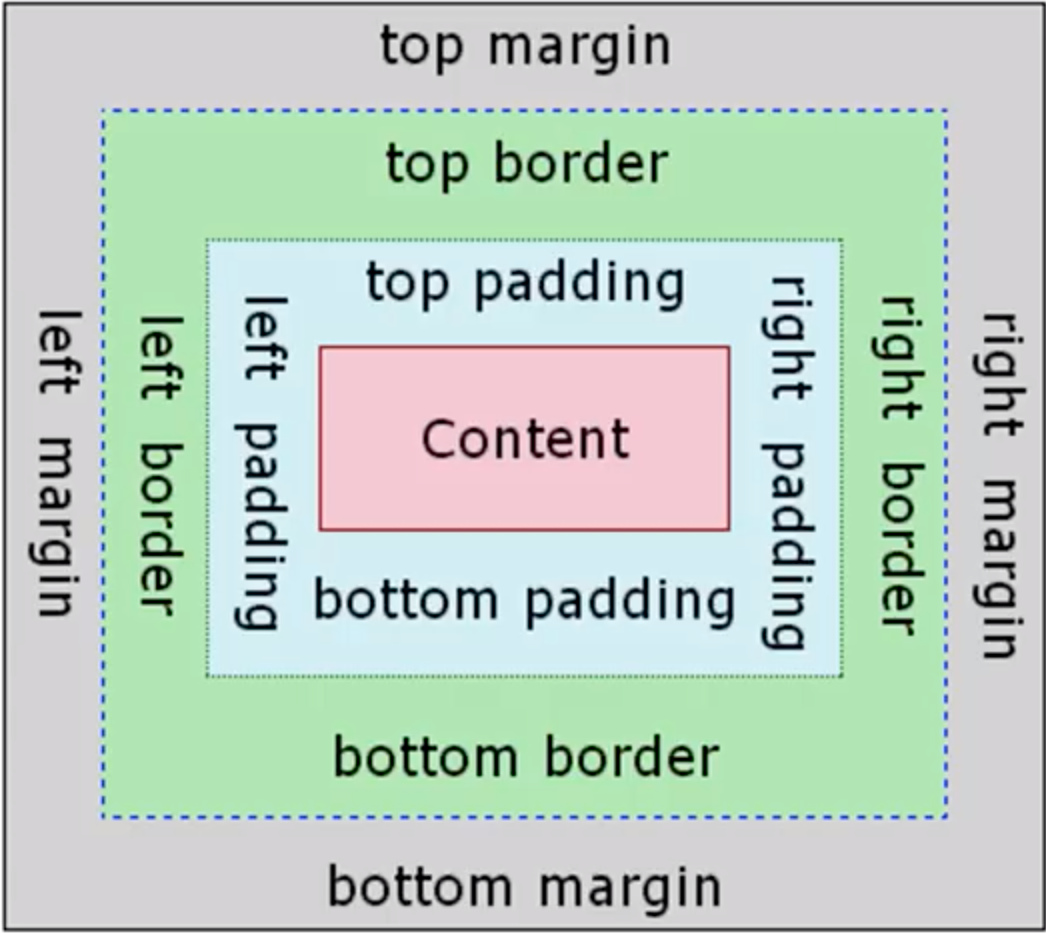 top margin
top border
top padding
left margin
left border
left padding
Content
right padding
right border
right margin
bottom padding
bottom border
bottom margin